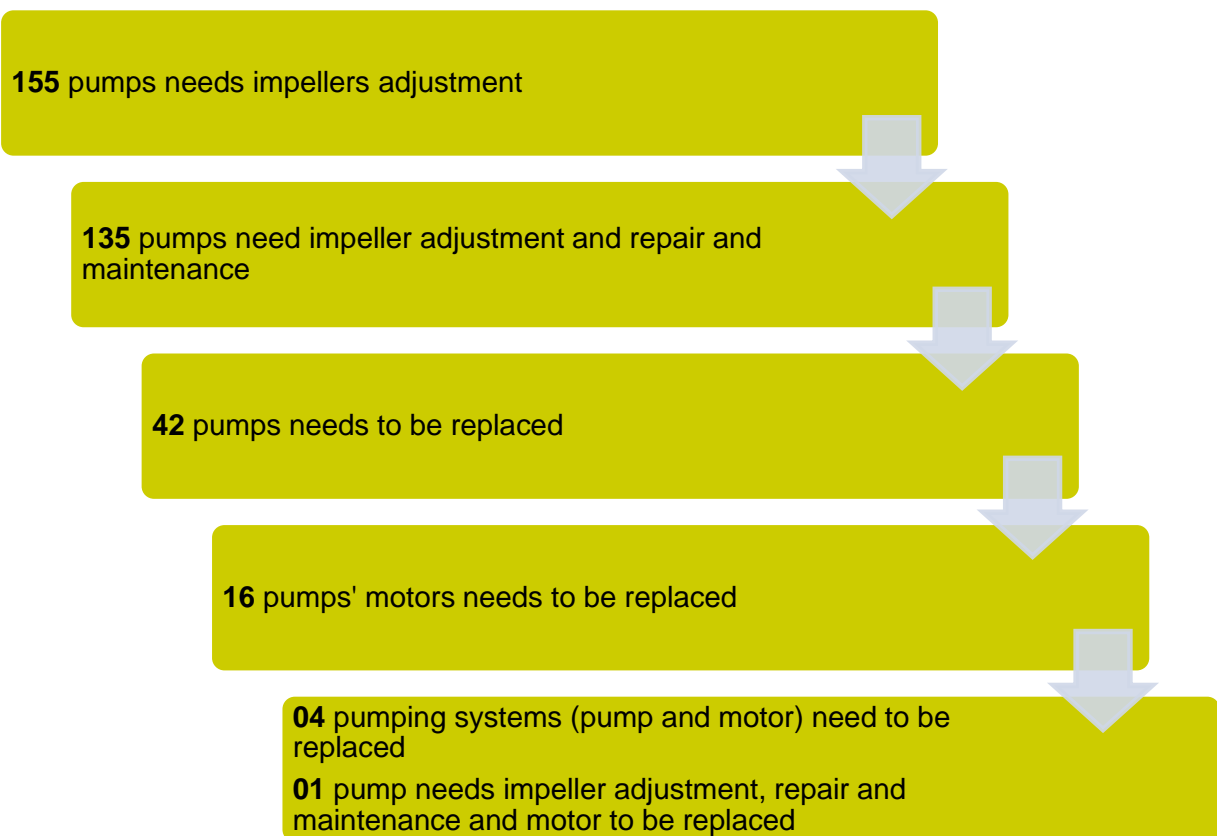 155 pumps needs impellers adjustment
135 pumps need impeller adjustment and repair and
maintenance
42 pumps needs to be replaced
16 pumps' motors needs to be replaced
04 pumping systems (pump and motor) need to be
replaced
01 pump needs impeller adjustment, repair and
maintenance and motor to be replaced